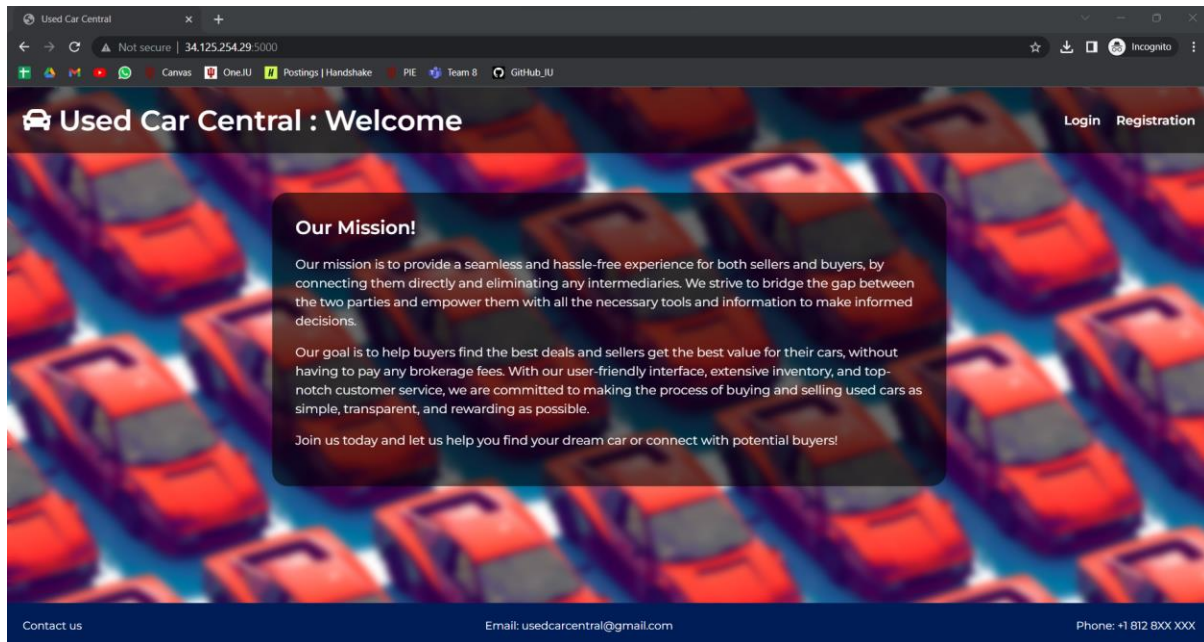 Used Car Central
Not secure | 34.125.254.29:5000
Incognito
Canvas One.IU Postings | Handshake PIE Team 8 GitHub_IU
Used Car Central : Welcome
Login Registration
Our Mission!
Our mission is to provide a seamless and hassle-free experience for both sellers and buyers, by
connecting them directly and eliminating any intermediaries. We strive to bridge the gap between
the two parties and empower them with all the necessary tools and information to make informed
decisions.
Our goal is to help buyers find the best deals and sellers get the best value for their cars, without
having to pay any brokerage fees. With our user-friendly interface, extensive inventory, and top-
notch customer service, we are committed to making the process of buying and selling used cars as
simple, transparent, and rewarding as possible.
Join us today and let us help you find your dream car or connect with potential buyers!
Contact us
Email: usedcarcentral@gmail.com
Phone: +1 812 8XX XXX